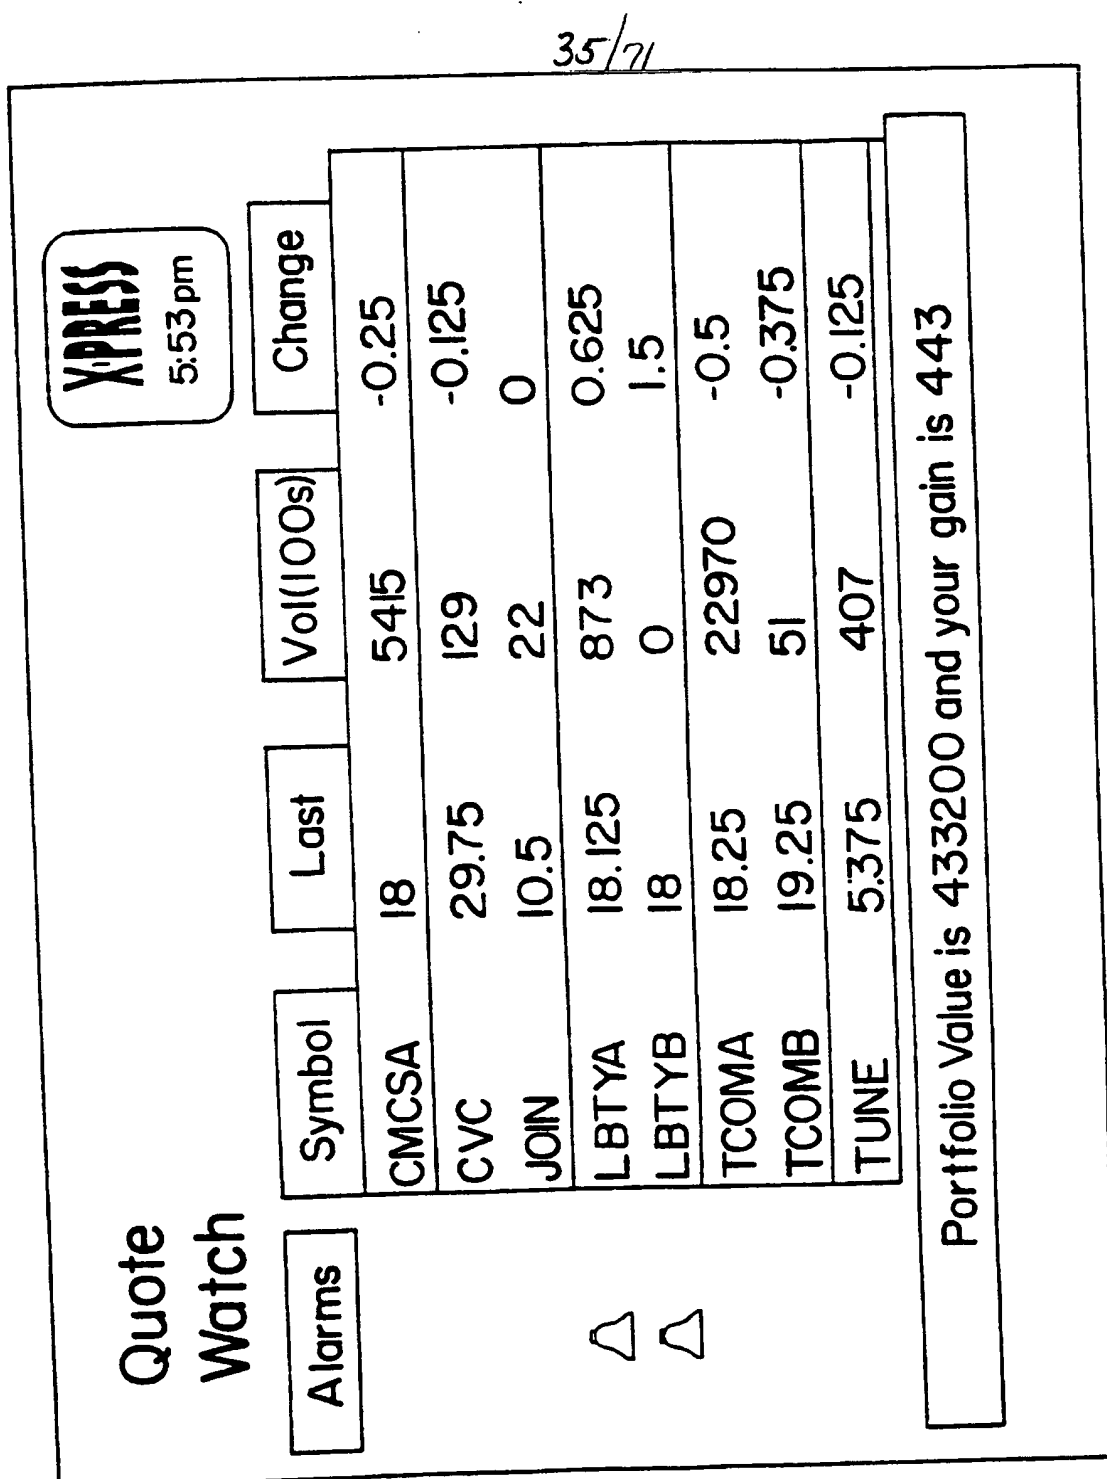 35/71
Quote
Watch
X·PRESS
5:53pm
Alarms Symbol Last Vol(100s) Change
CMCSA 18 5415 -0.25
CVC 29.75 129 -0.125
JOIN 10.5 22 0
LBTYA 18.125 873 0.625
LBTYB 18 0 1.5
TCOMA 18.25 22970 -0.5
TCOMB 19.25 51 -0.375
TUNE 5.375 407 -0.125
Portfolio Value is 433200 and your gain is 443